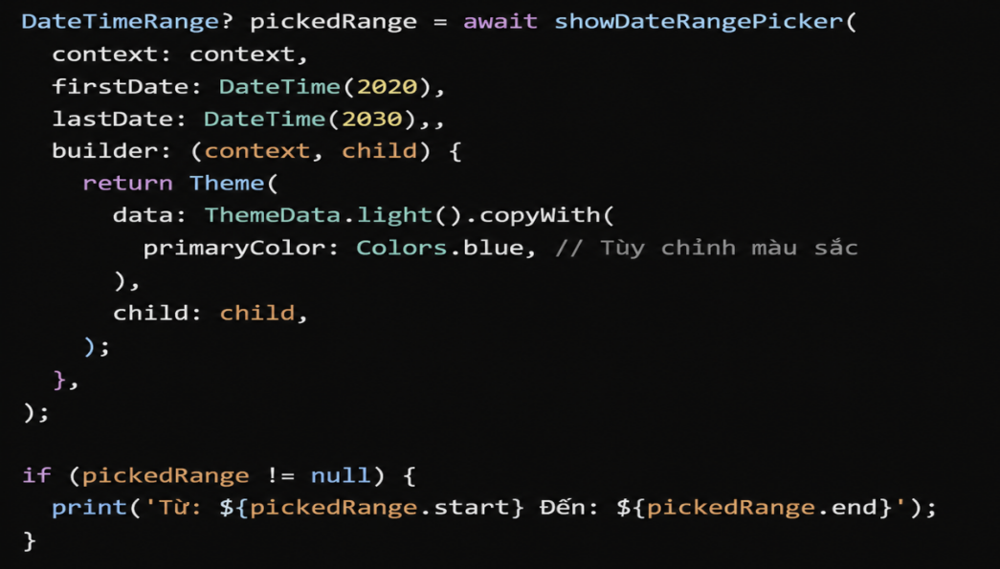 DateTimeRange? pickedRange = await showDateRangePicker(
  context: context,
  firstDate: DateTime(2020),
  lastDate: DateTime(2030),,
  builder: (context, child) {
    return Theme(
      data: ThemeData.light().copyWith(
        primaryColor: Colors.blue, // Tùy chỉnh màu sắc
      ),
      child: child,
    );
  },
);
if (pickedRange != null) {
  print('Từ: ${pickedRange.start} Đến: ${pickedRange.end}');
}